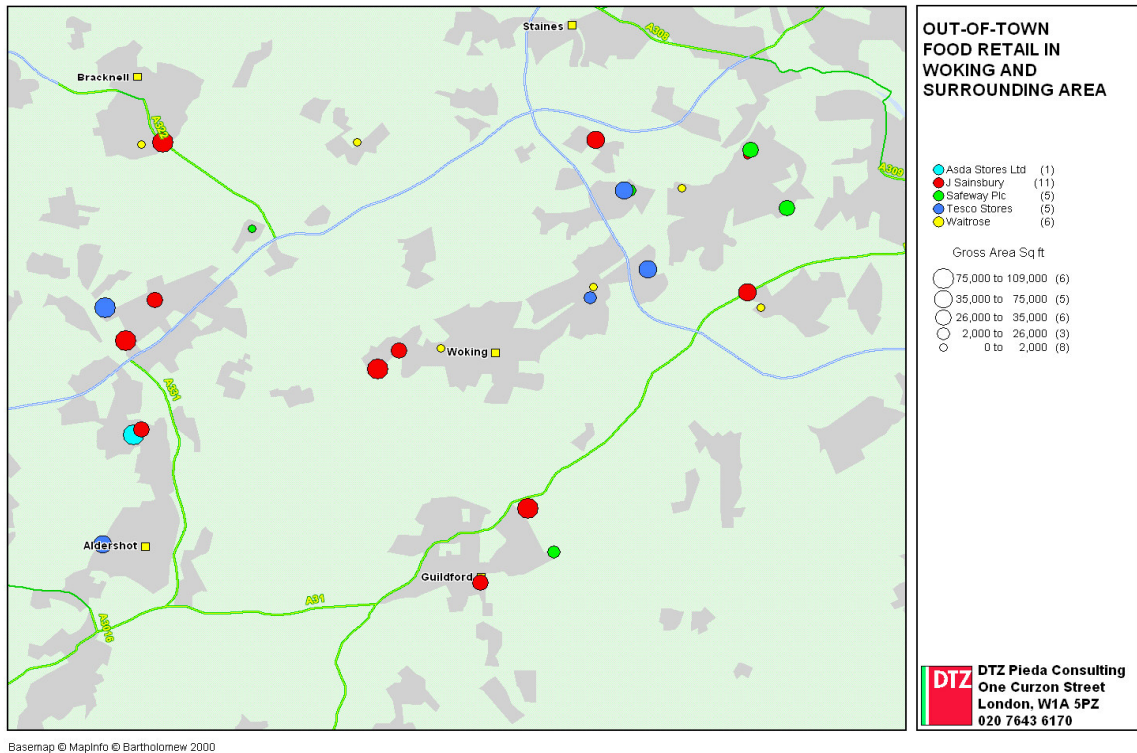 OUT-OF-TOWN
FOOD RETAIL IN
WOKING AND
SURROUNDING AREA
Asda Stores Ltd (1)
J Sainsbury (11)
Safeway Plc (5)
Tesco Stores (5)
Waitrose (6)
Gross Area Sq ft
75,000 to 109,000 (6)
35,000 to 75,000 (5)
26,000 to 35,000 (6)
2,000 to 26,000 (3)
0 to 2,000 (8)
Staines
A308
Bracknell
A322
A309
Woking
A331
Aldershot
Guildford
A31
A3016
DTZ
DTZ Pieda Consulting
One Curzon Street
London, W1A 5PZ
020 7643 6170
Basemap © MapInfo © Bartholomew 2000